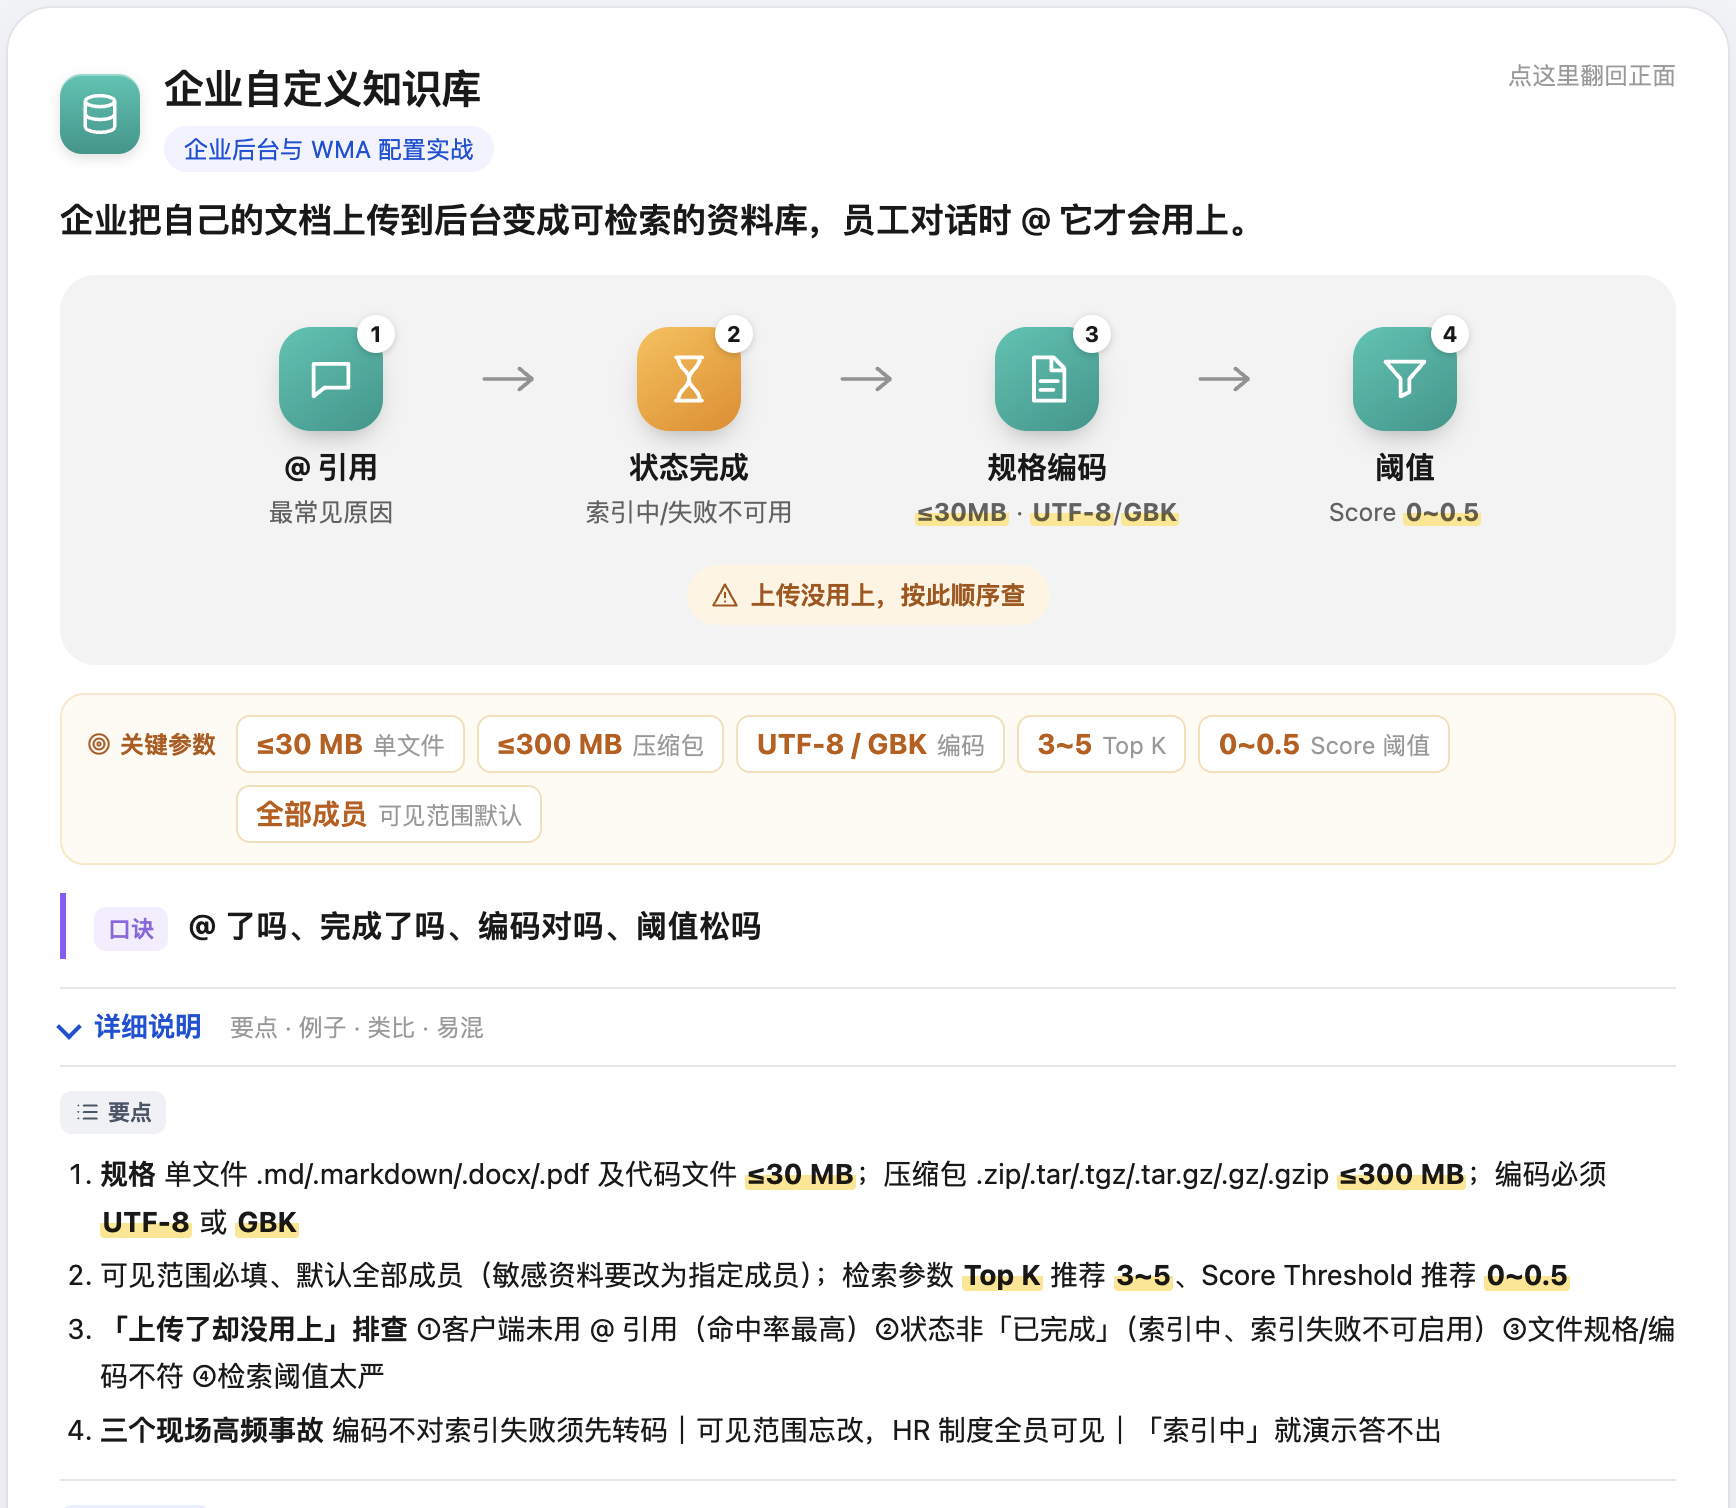 企业自定义知识库
点这里翻回正面
企业后台与 WMA 配置实战
企业把自己的文档上传到后台变成可检索的资料库，员工对话时 @ 它才会用上。
1
2
3
4
@ 引用
状态完成
规格编码
阈值
最常见原因
索引中/失败不可用
≤30MB · UTF-8/GBK
Score 0~0.5
上传没用上，按此顺序查
关键参数
≤30 MB 单文件
≤300 MB 压缩包
UTF-8 / GBK 编码
3~5 Top K
0~0.5 Score 阈值
全部成员 可见范围默认
口诀
@ 了吗、完成了吗、编码对吗、阈值松吗
详细说明 要点 · 例子 · 类比 · 易混
要点
1. 规格 单文件 .md/.markdown/.docx/.pdf 及代码文件 ≤30 MB；压缩包 .zip/.tar/.tgz/.tar.gz/.gz/.gzip ≤300 MB；编码必须
UTF-8 或 GBK
2. 可见范围必填、默认全部成员（敏感资料要改为指定成员）；检索参数 Top K 推荐 3~5、Score Threshold 推荐 0~0.5
3. 「上传了却没用上」排查 ①客户端未用 @ 引用（命中率最高）②状态非「已完成」（索引中、索引失败不可启用）③文件规格/编
码不符 ④检索阈值太严
4. 三个现场高频事故 编码不对索引失败须先转码｜可见范围忘改，HR 制度全员可见｜「索引中」就演示答不出